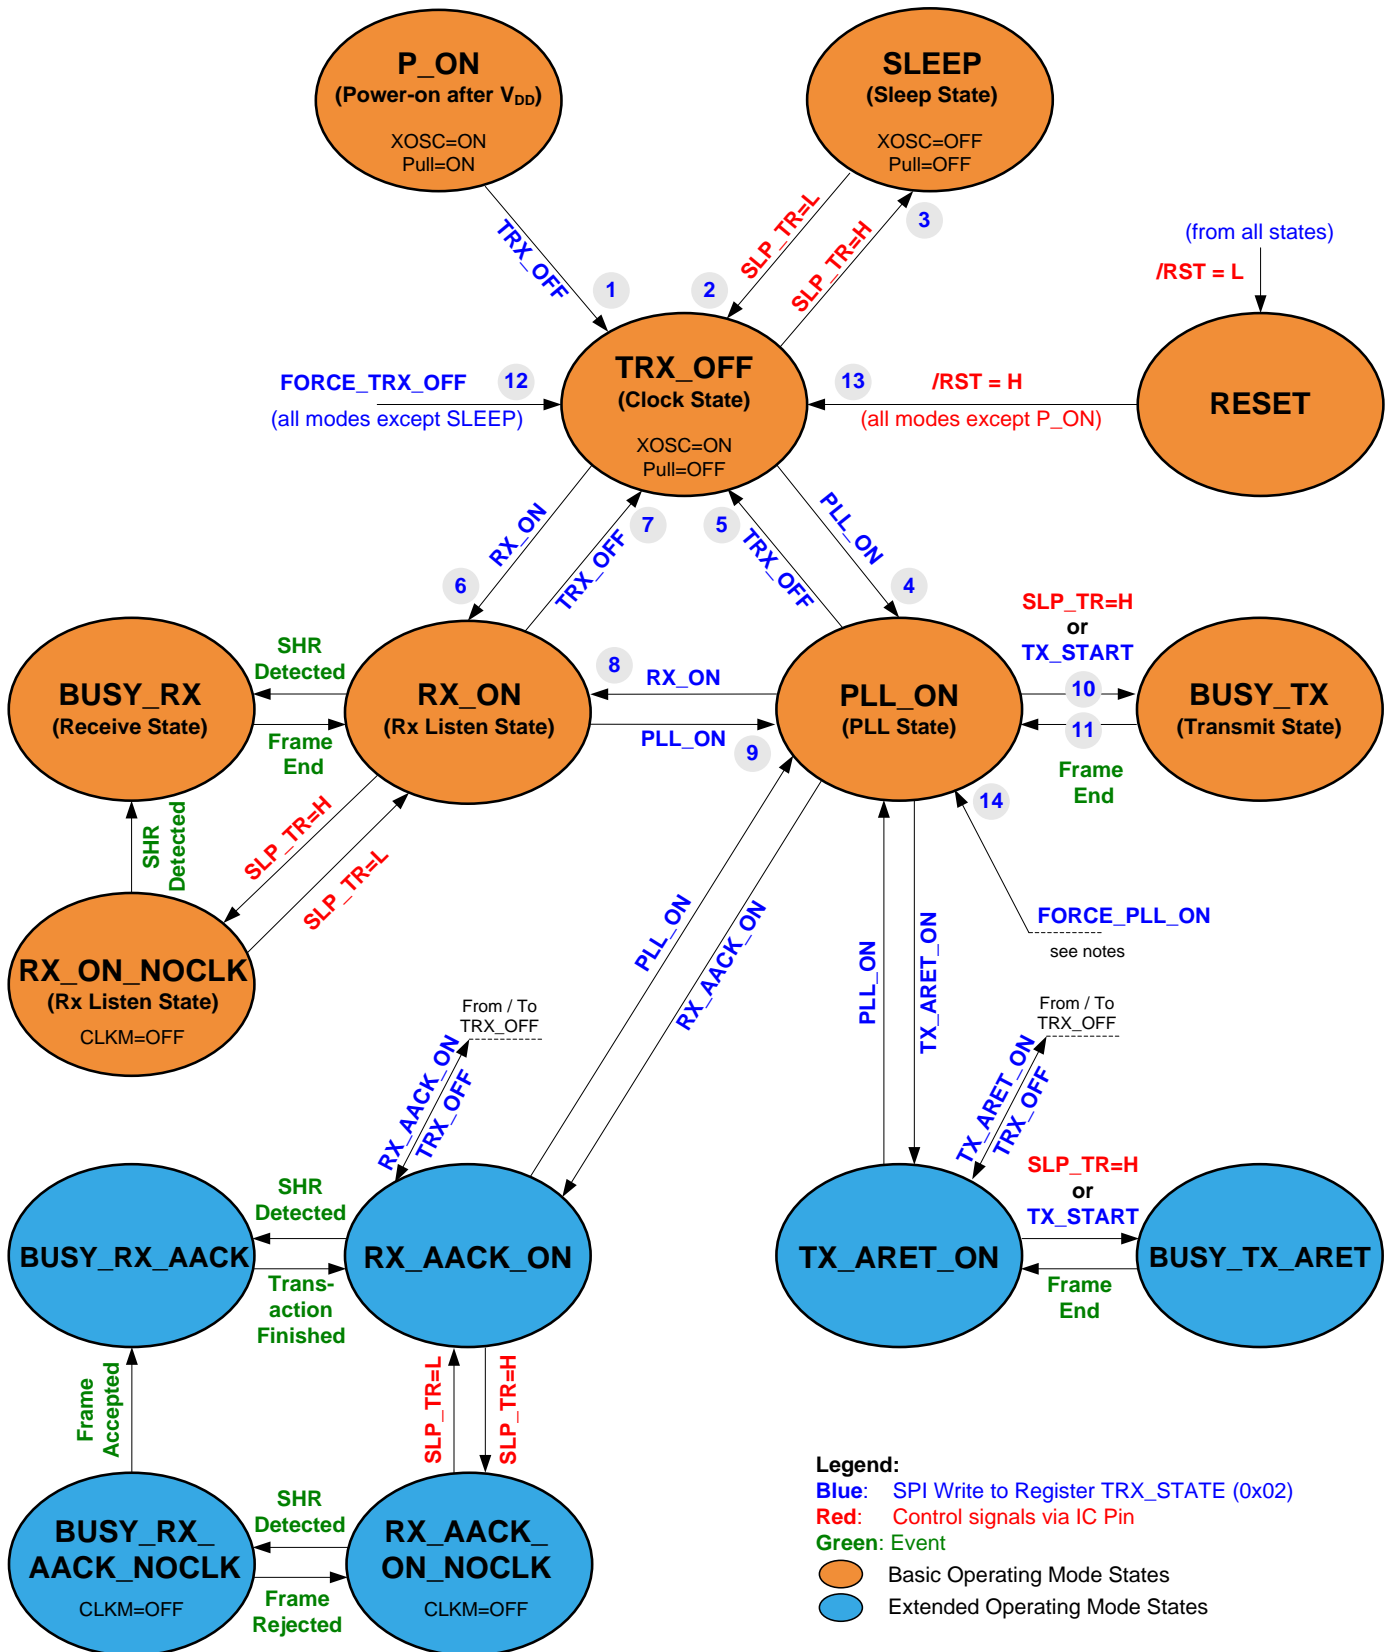 P_ON
(Power-on after VDD)
XOSC=ON
Pull=ON
SLEEP
(Sleep State)
XOSC=OFF
Pull=OFF
TRX_OFF
1
SLP_TR=L
2
SLP_TR=H
3
(from all states)
/RST = L
TRX_OFF
(Clock State)
XOSC=ON
Pull=OFF
FORCE_TRX_OFF
12
(all modes except SLEEP)
13
/RST = H
(all modes except P_ON)
RESET
RX_ON
6
TRX_OFF
7
TRX_OFF
5
PLL_ON
4
BUSY_RX
(Receive State)
SHR
Detected
Frame
End
RX_ON
(Rx Listen State)
8
RX_ON
PLL_ON
9
PLL_ON
(PLL State)
SLP_TR=H
or
TX_START
10
11
Frame
End
BUSY_TX
(Transmit State)
SHR
Detected
SLP_TR=H
SLP_TR=L
14
FORCE_PLL_ON
see notes
RX_ON_NOCLK
(Rx Listen State)
CLKM=OFF
PLL_ON
RX_AACK_ON
PLL_ON
TX_ARET_ON
From / To
TRX_OFF
RX_AACK_ON
TRX_OFF
From / To
TRX_OFF
TX_ARET_ON
TRX_OFF
BUSY_RX_AACK
SHR
Detected
Trans-
action
Finished
RX_AACK_ON
TX_ARET_ON
SLP_TR=H
or
TX_START
Frame
End
BUSY_TX_ARET
Frame
Accepted
SLP_TR=L
SLP_TR=H
BUSY_RX_
AACK_NOCLK
CLKM=OFF
SHR
Detected
Frame
Rejected
RX_AACK_
ON_NOCLK
CLKM=OFF
Legend:
Blue: SPI Write to Register TRX_STATE (0x02)
Red: Control signals via IC Pin
Green: Event
Basic Operating Mode States
Extended Operating Mode States